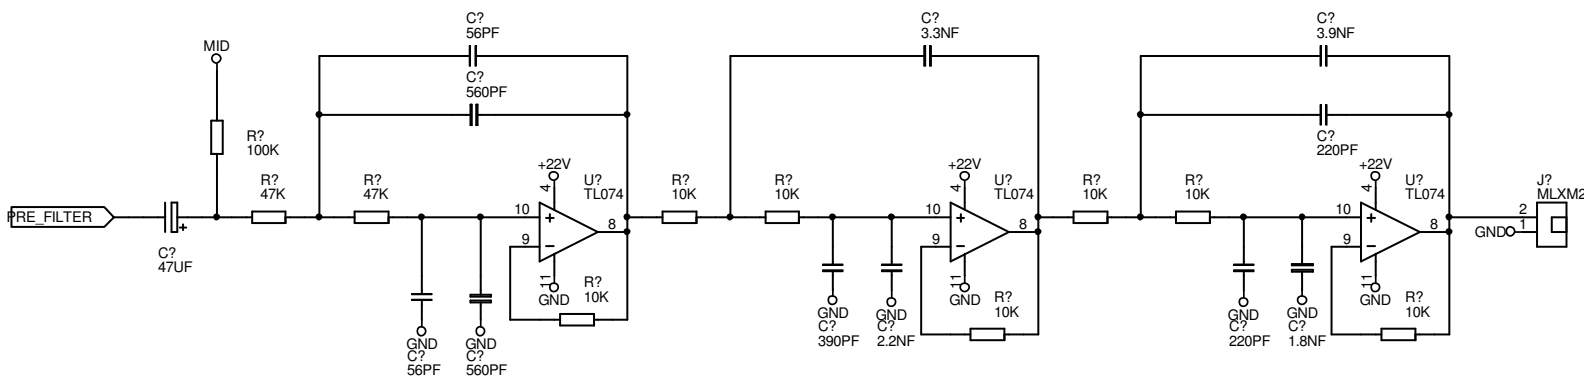 C?
56PF
C?
560PF
MID
R?
100K
PRE_FILTER
C?
47UF
R?
47K
R?
47K
+22V
4
U?
TL074
10
9
8
11
GND
R?
10K
GND
C?
56PF
GND
C?
560PF
C?
3.3NF
R?
10K
R?
10K
+22V
4
U?
TL074
10
9
8
11
GND
R?
10K
GND
C?
390PF
GND
C?
2.2NF
C?
3.9NF
C?
220PF
R?
10K
R?
10K
+22V
4
U?
TL074
10
9
8
11
GND
R?
10K
GND
C?
220PF
GND
C?
1.8NF
J?
MLXM2
2
GND
1